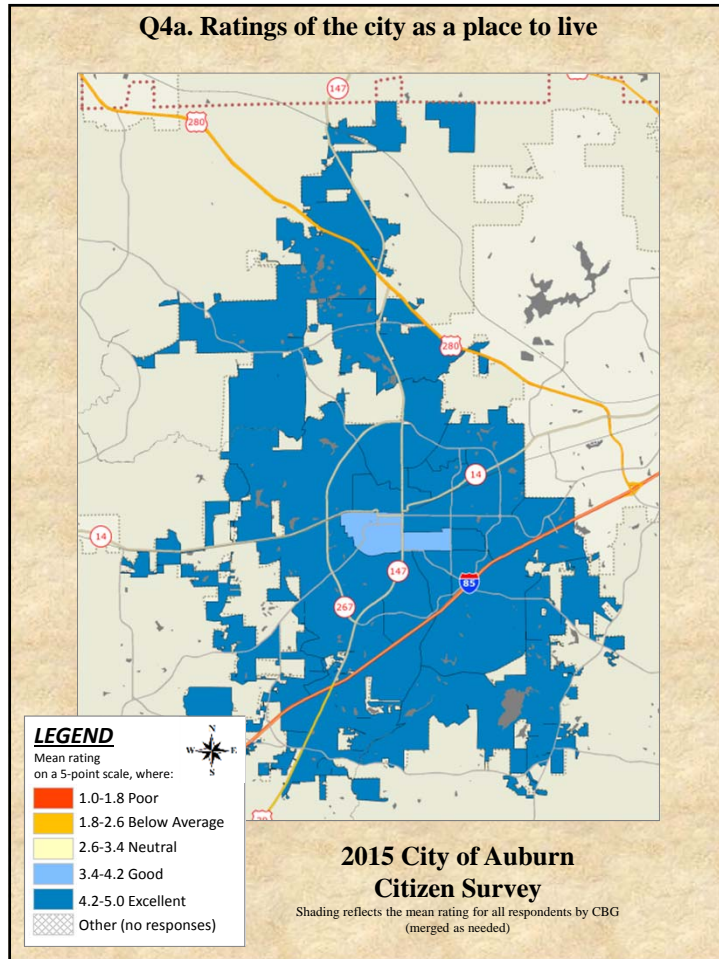 Q4a. Ratings of the city as a place to live
147
280
280
14
14
147
85
267
LEGEND
Mean rating
on a 5-point scale, where:
N
W E
S
1.0-1.8 Poor
1.8-2.6 Below Average
2.6-3.4 Neutral
3.4-4.2 Good
4.2-5.0 Excellent
Other (no responses)
2015 City of Auburn
Citizen Survey
Shading reflects the mean rating for all respondents by CBG
(merged as needed)